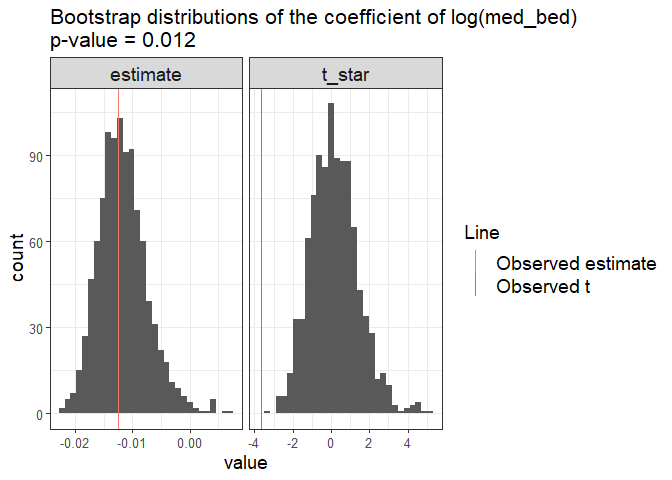 Bootstrap distributions of the coefficient of log(med_bed)
p-value = 0.012
estimate
t_star
90
60
30
0
count
-0.02
-0.01
0.00
-4
-2
0
2
4
value
Line
Observed estimate
Observed t